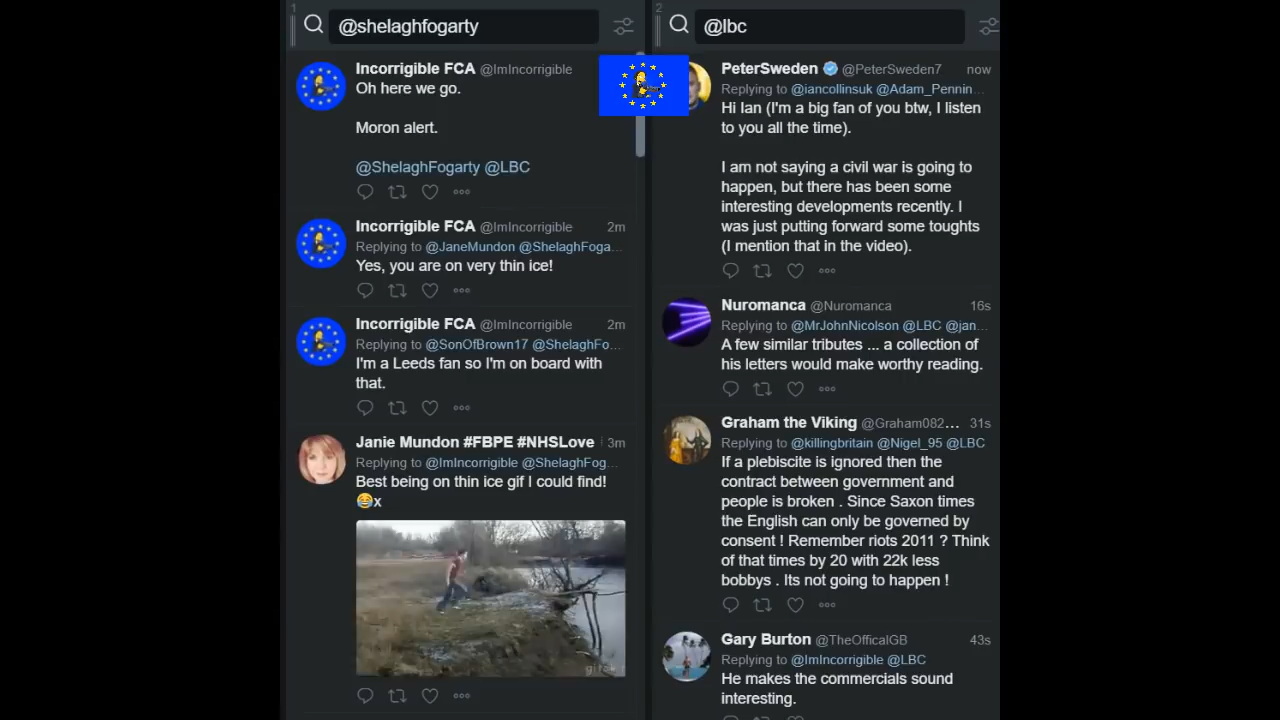 1
@shelaghfogarty
Incorrigible FCA @ImIncorrigible
Oh here we go.
Moron alert.
@ShelaghFogarty @LBC
Incorrigible FCA @ImIncorrigible 2m
Replying to @JaneMundon @ShelaghFoga...
Yes, you are on very thin ice!
Incorrigible FCA @ImIncorrigible 2m
Replying to @SonOfBrown17 @ShelaghFo...
I'm a Leeds fan so I'm on board with
that.
Janie Mundon #FBPE #NHSLove 3m
Replying to @ImIncorrigible @ShelaghFog...
Best being on thin ice gif I could find!
😂x
2
@lbc
PeterSweden @PeterSweden7 now
Replying to @iancollinsuk @Adam_Pennin...
Hi Ian (I'm a big fan of you btw, I listen
to you all the time).
I am not saying a civil war is going to
happen, but there has been some
interesting developments recently. I
was just putting forward some toughts
(I mention that in the video).
Nuromanca @Nuromanca 16s
Replying to @MrJohnNicolson @LBC @jan...
A few similar tributes ... a collection of
his letters would make worthy reading.
Graham the Viking @Graham082... 31s
Replying to @killingbritain @Nigel_95 @LBC
If a plebiscite is ignored then the
contract between government and
people is broken . Since Saxon times
the English can only be governed by
consent ! Remember riots 2011 ? Think
of that times by 20 with 22k less
bobbys . Its not going to happen !
Gary Burton @TheOfficalGB 43s
Replying to @ImIncorrigible @LBC
He makes the commercials sound
interesting.